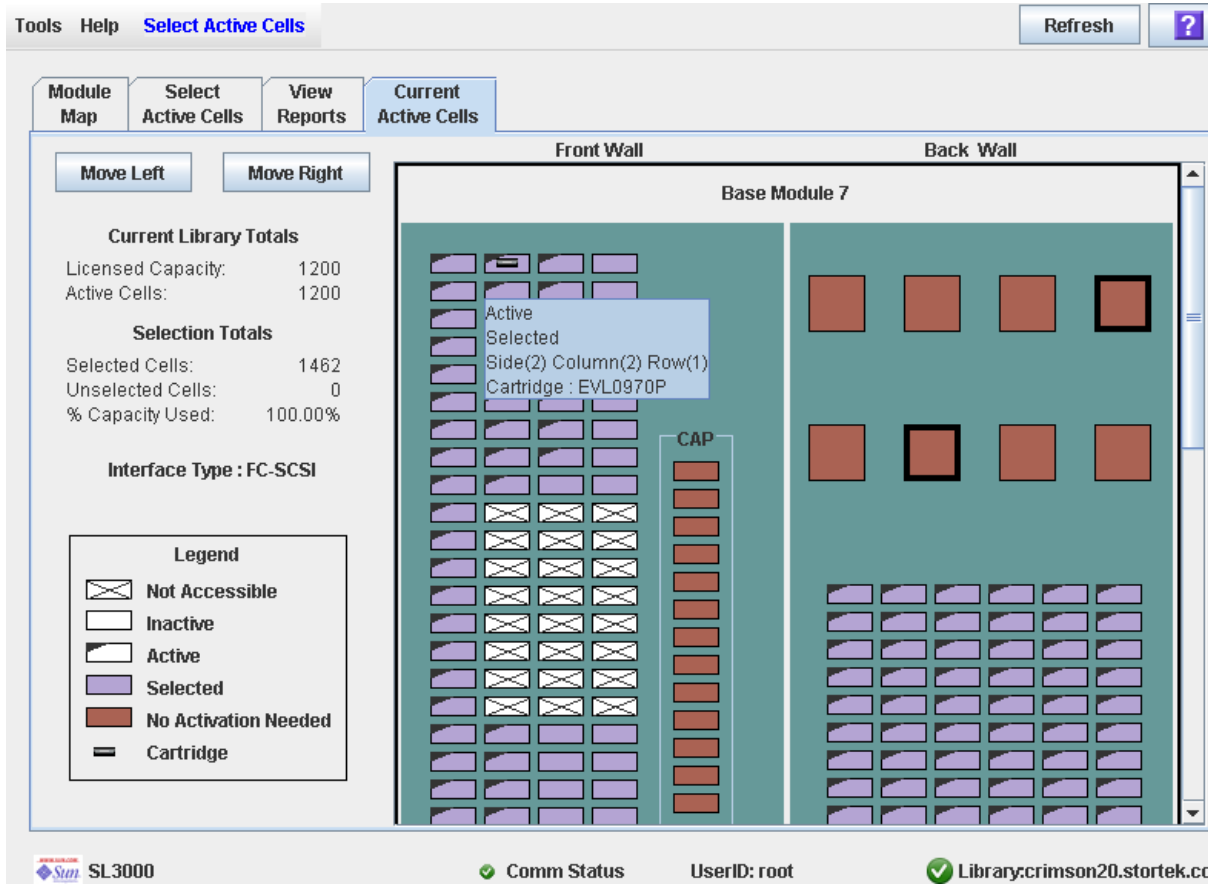 Tools Help Select Active Cells Refresh ?
Module Map
Select Active Cells
View Reports
Current Active Cells
Move Left Move Right
Front Wall Back Wall
Base Module 7
Current Library Totals
Licensed Capacity: 1200
Active Cells: 1200
Selection Totals
Selected Cells: 1462
Unselected Cells: 0
% Capacity Used: 100.00%
Interface Type : FC-SCSI
Active
Selected
Side(2) Column(2) Row(1)
Cartridge : EVL0970P
CAP
Legend
Not Accessible
Inactive
Active
Selected
No Activation Needed
Cartridge
Sun SL3000 Comm Status UserID: root Library:crimson20.stortek.co